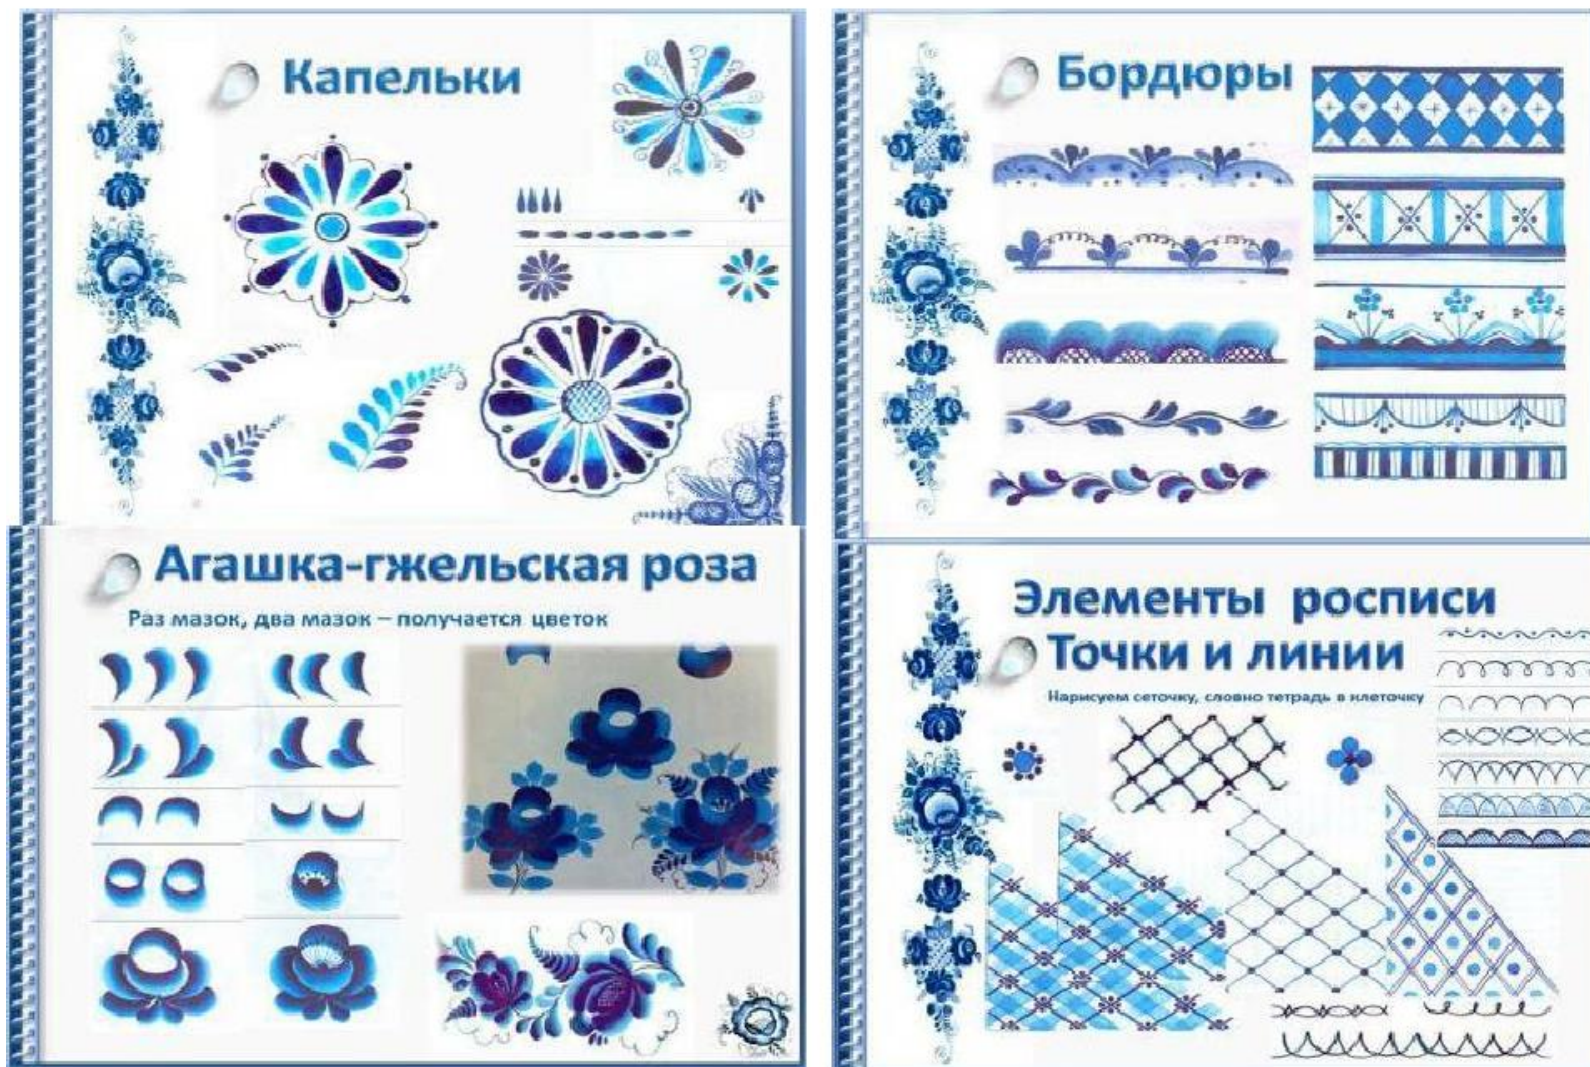 Капельки
Бордюры
Агашка-гжельская роза
Раз мазок, два мазок – получается цветок
Элементы росписи
Точки и линии
Нарисуем сеточку, словно тетрадь в клеточку